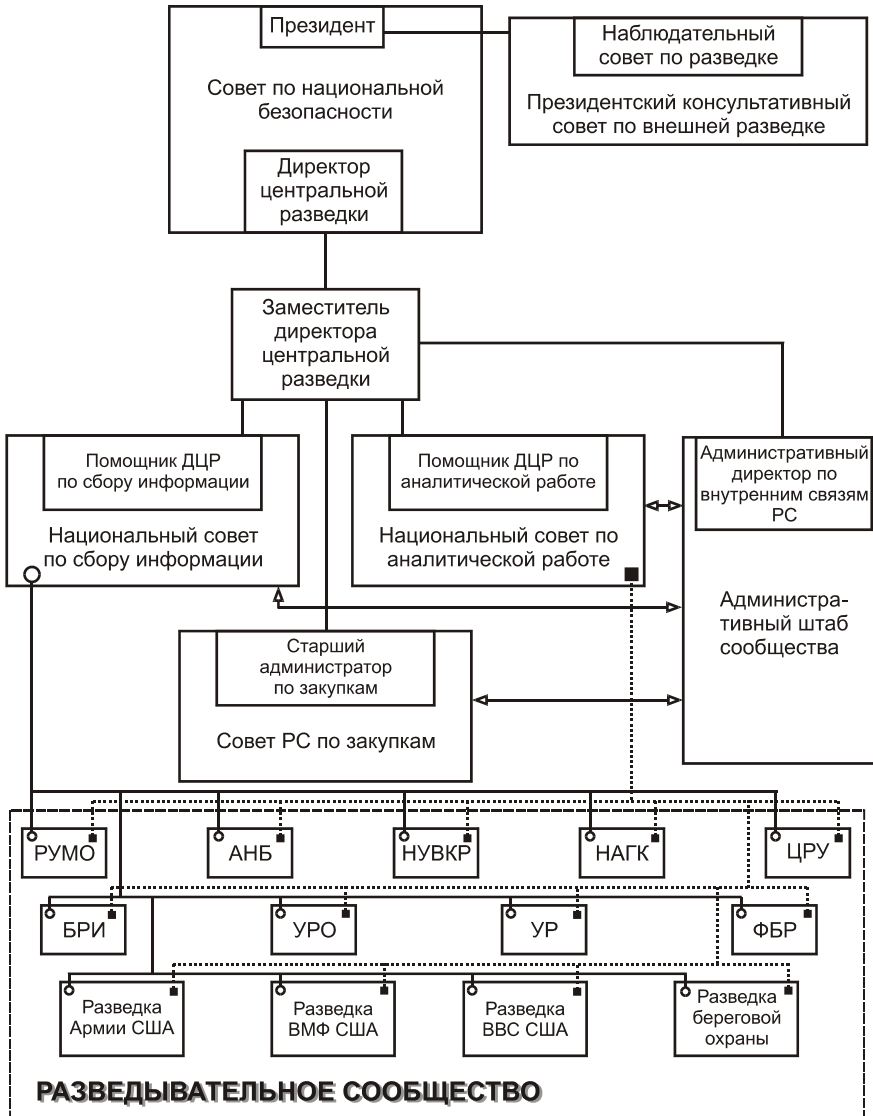 Президент
Совет по национальной
безопасности
Директор
центральной
разведки
Наблюдательный
совет по разведке
Президентский консультативный
совет по внешней разведке
Заместитель
директора
центральной
разведки
Помощник ДЦР
по сбору информации
Национальный совет
по сбору информации
Помощник ДЦР по
аналитической работе
Национальный совет по
аналитической работе
Административный
директор по
внутренним связям
РС
Администра-
тивный штаб
сообщества
Старший
администратор
по закупкам
Совет РС по закупкам
РУМО
АНБ
НУВКР
НАГК
ЦРУ
БРИ
УРО
УР
ФБР
Разведка
Армии США
Разведка
ВМФ США
Разведка
ВВС США
Разведка
береговой
охраны
РАЗВЕДЫВАТЕЛЬНОЕ СООБЩЕСТВО